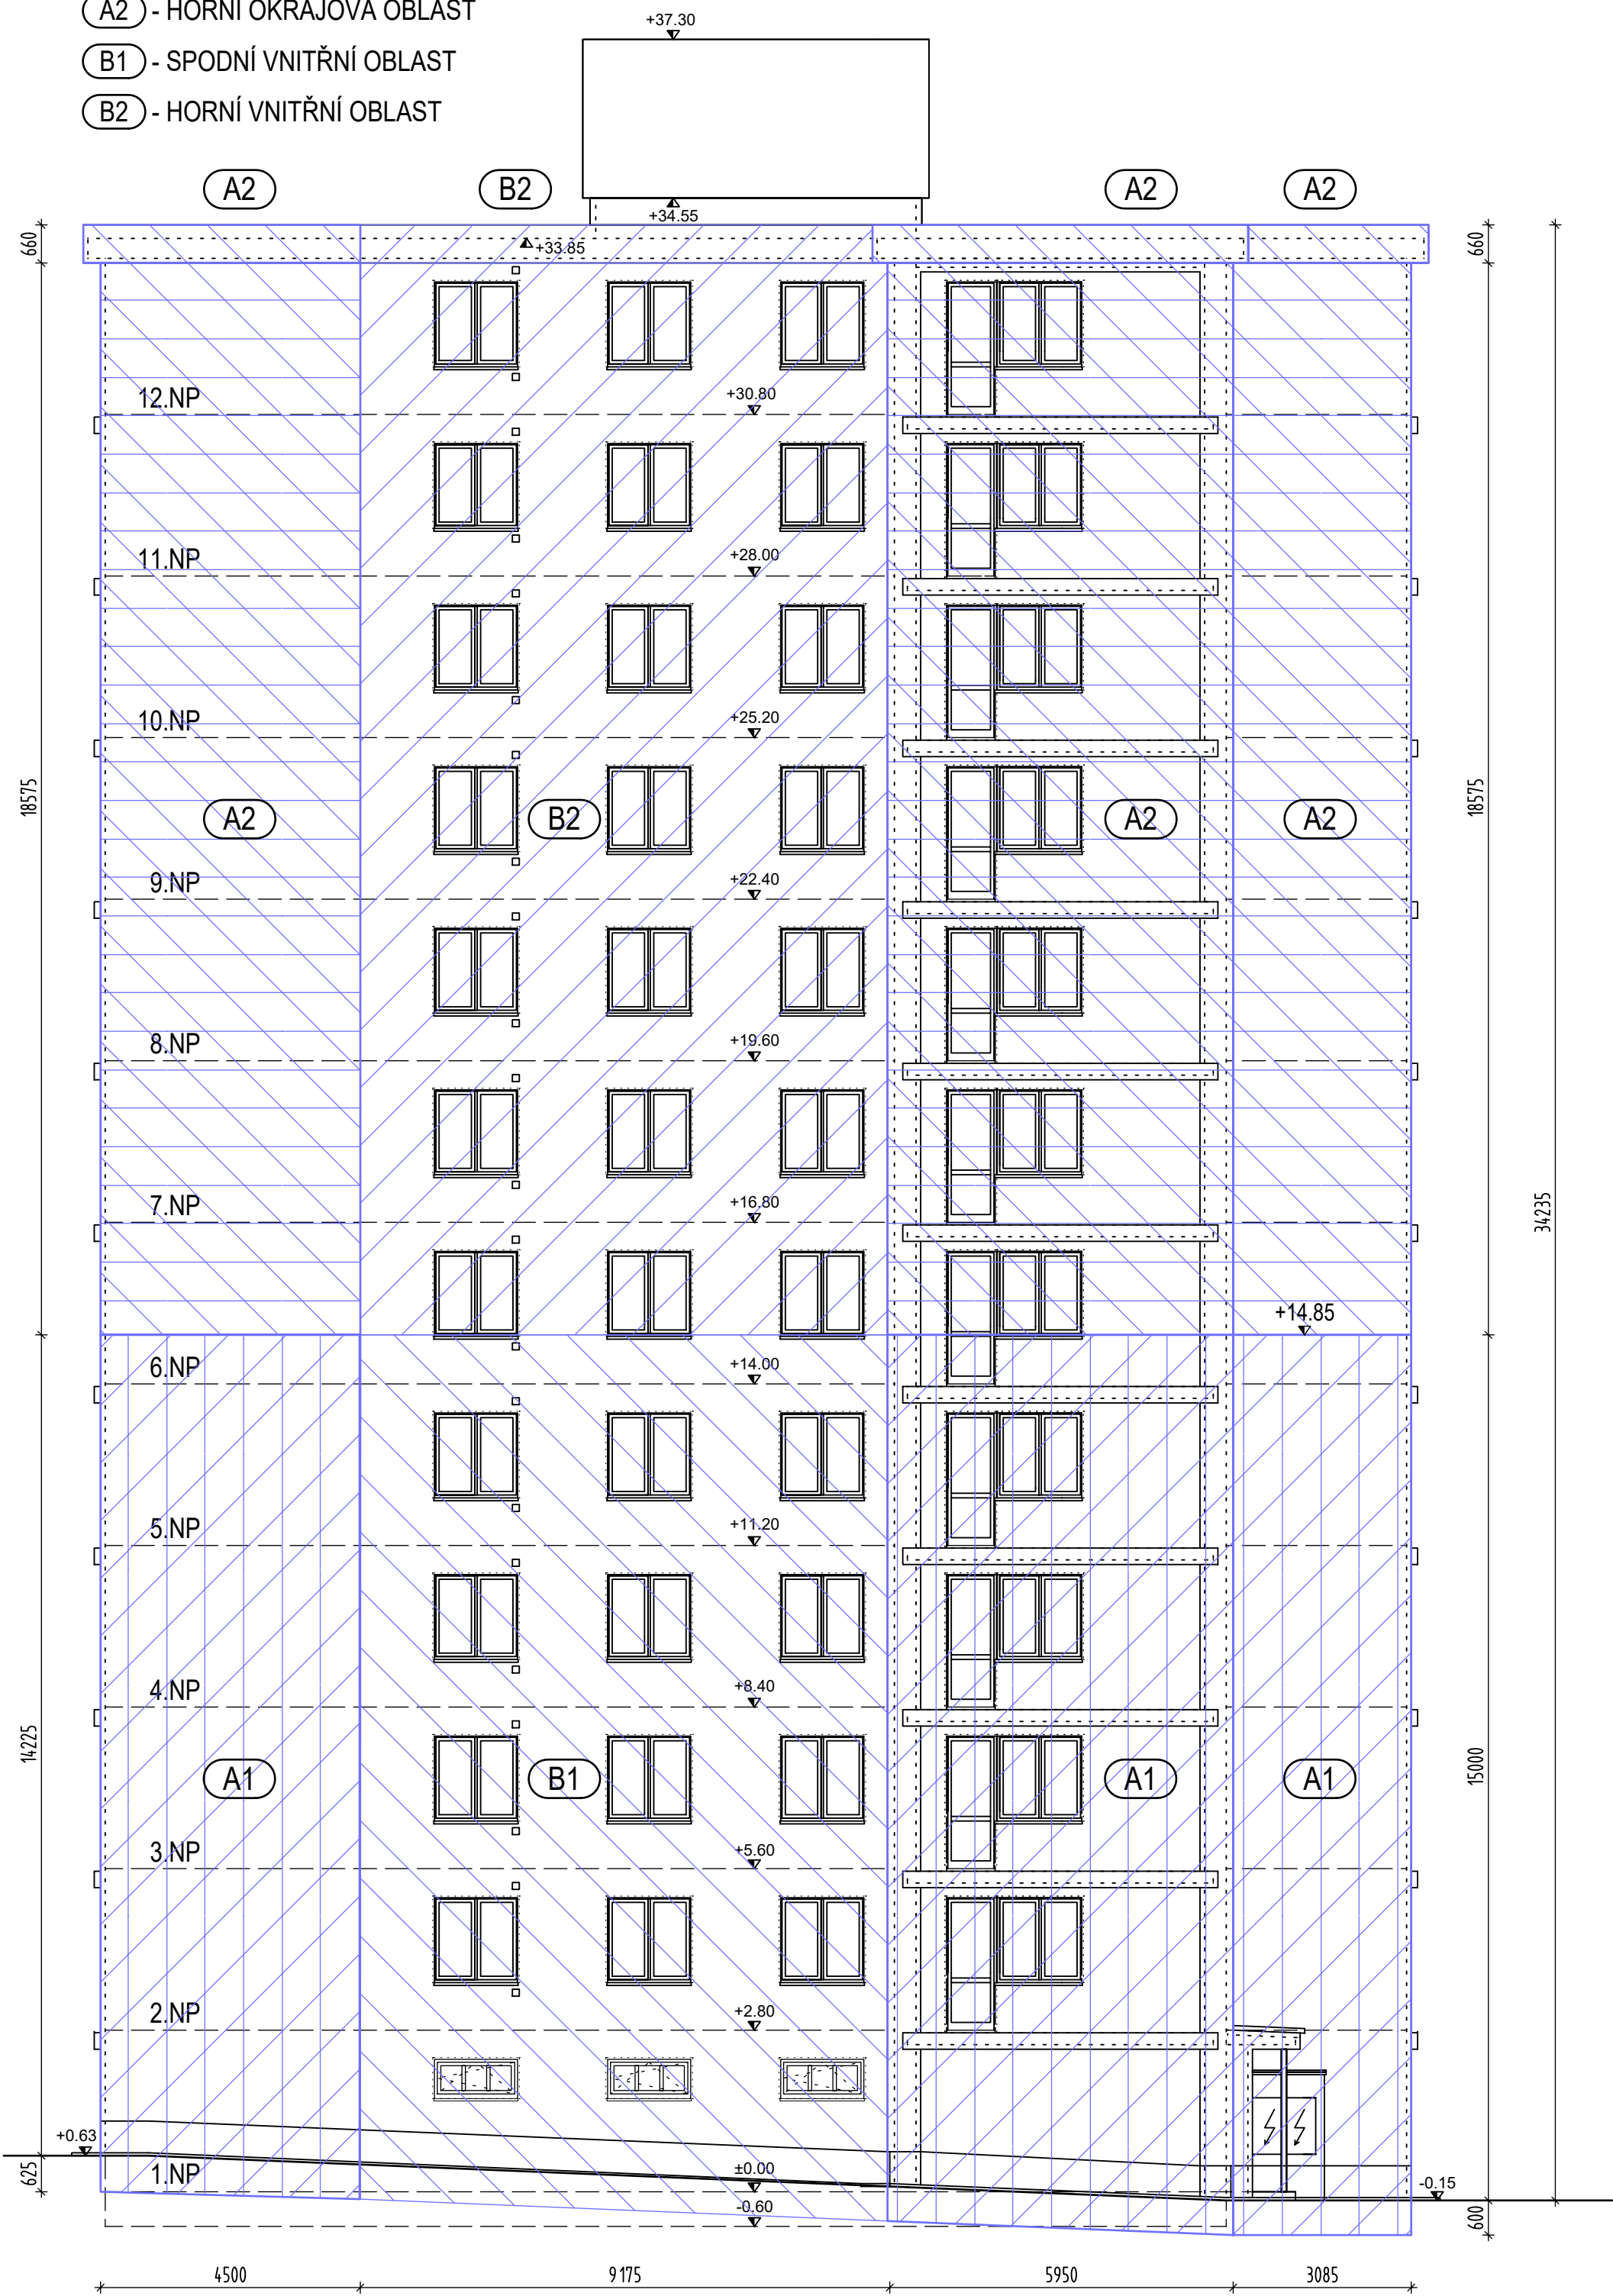 A2 - HORNÍ OKRAJOVÁ OBLAST
B1 - SPODNÍ VNITŘNÍ OBLAST
B2 - HORNÍ VNITŘNÍ OBLAST
+37.30
A2 B2 A2 A2
+34.55
660 +33.85 660
12.NP +30.80
11.NP +28.00
10.NP +25.20
18575 A2 B2 A2 A2 18575
9.NP +22.40
8.NP +19.60
7.NP +16.80
34235
+14.85
6.NP +14.00
5.NP +11.20
4.NP +8.40
14225 A1 B1 A1 A1 15000
3.NP +5.60
2.NP +2.80
+0.63
625 1.NP ±0.00 -0.15
-0.60 600
4500 9175 5950 3085